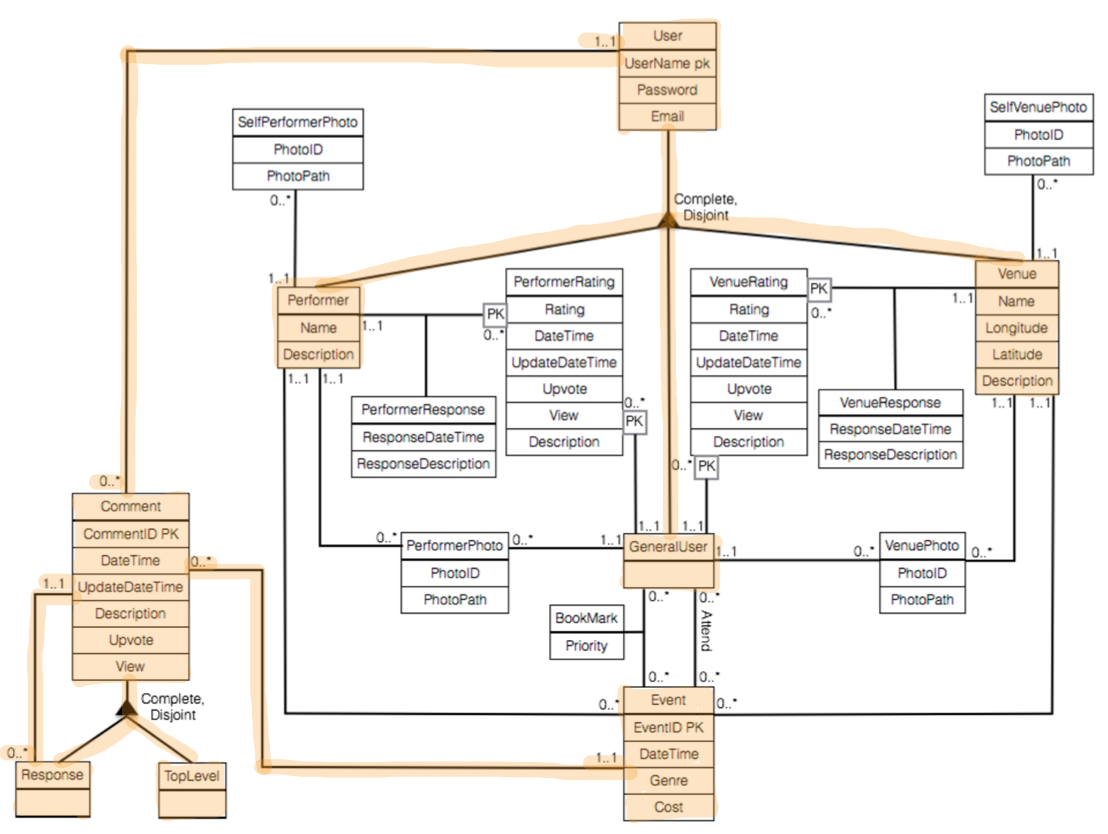 User
1..1
UserName pk
Password
Email
SelfPerformerPhoto
PhotoID
PhotoPath
0..*
SelfVenuePhoto
PhotoID
PhotoPath
0..*
Complete,
Disjoint
1..1
Performer
Name
Description
1..1
1..1
1..1
PerformerRating
Rating
DateTime
UpdateDateTime
Upvote
View
Description
PK
0..*
0..*
PK
VenueRating
Rating
DateTime
UpdateDateTime
Upvote
View
Description
PK
0..*
0..*
PK
1..1
Venue
Name
Longitude
Latitude
Description
1..1
1..1
1..1
PerformerResponse
ResponseDateTime
ResponseDescription
VenueResponse
ResponseDateTime
ResponseDescription
0..*
Comment
CommentID PK
DateTime
UpdateDateTime
Description
Upvote
View
0..*
1..1
Complete,
Disjoint
0..*
Response
TopLevel
0..*
PerformerPhoto
PhotoID
PhotoPath
0..*
1..1
1..1
1..1
GeneralUser
1..1
0..*
VenuePhoto
PhotoID
PhotoPath
0..*
0..*
0..*
BookMark
Priority
Attend
0..*
0..*
0..*
Event
0..*
EventID PK
DateTime
1..1
Genre
Cost